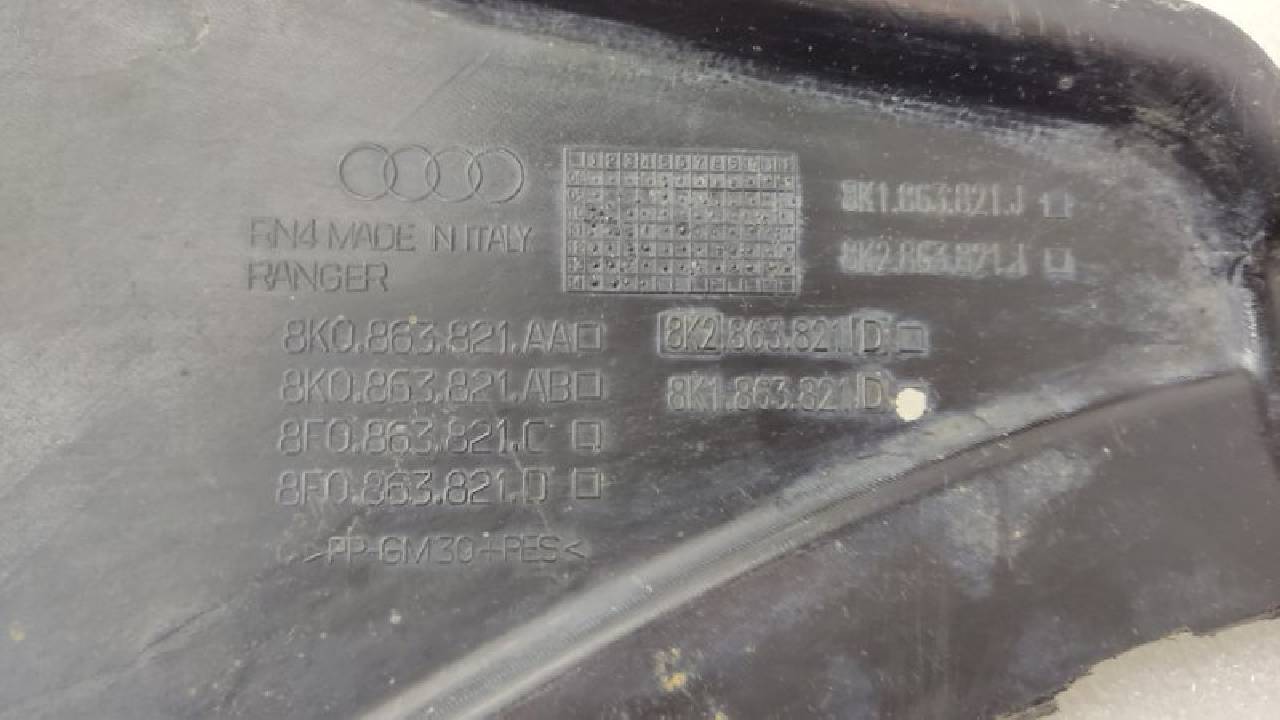 RN4 MADE IN ITALY
RANGER
8K1.863.821.J
8K2.863.821.J
8K0.863.821.AA
8K0.863.821.AB
8F0.863.821.C
8F0.863.821.D
8K2.863.821.D
8K1.863.821.D
>PP-GM30+PES<